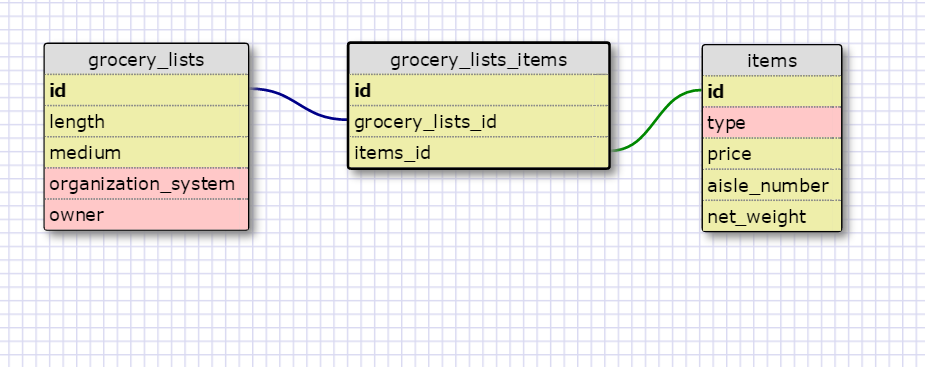 grocery_lists
id
length
medium
organization_system
owner
grocery_lists_items
id
grocery_lists_id
items_id
items
id
type
price
aisle_number
net_weight